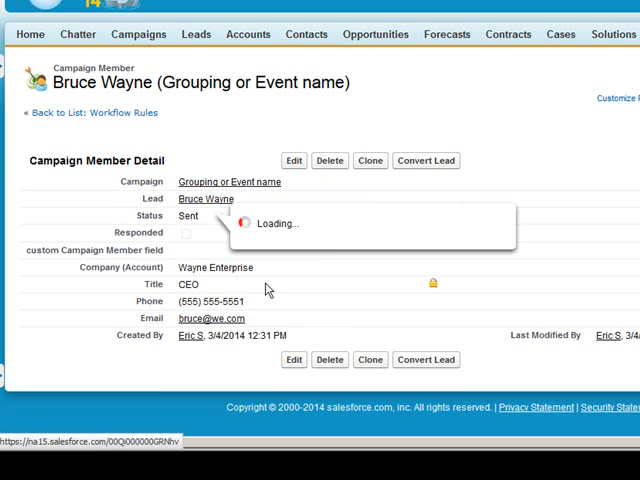 14
Home Chatter Campaigns Leads Accounts Contacts Opportunities Forecasts Contracts Cases Solutions
Campaign Member
Bruce Wayne (Grouping or Event name)
Customize
« Back to List: Workflow Rules
Campaign Member Detail Edit Delete Clone Convert Lead
Campaign Grouping or Event name
Lead Bruce Wayne
Status Sent
Loading...
Responded
custom Campaign Member field
Company (Account) Wayne Enterprise
Title CEO
Phone (555) 555-5551
Email bruce@we.com
Created By Eric S, 3/4/2014 12:31 PM Last Modified By Eric S, 3/4
Edit Delete Clone Convert Lead
Copyright © 2000-2014 salesforce.com, inc. All rights reserved. | Privacy Statement | Security State
https://na15.salesforce.com/00Qi000000GRNhv